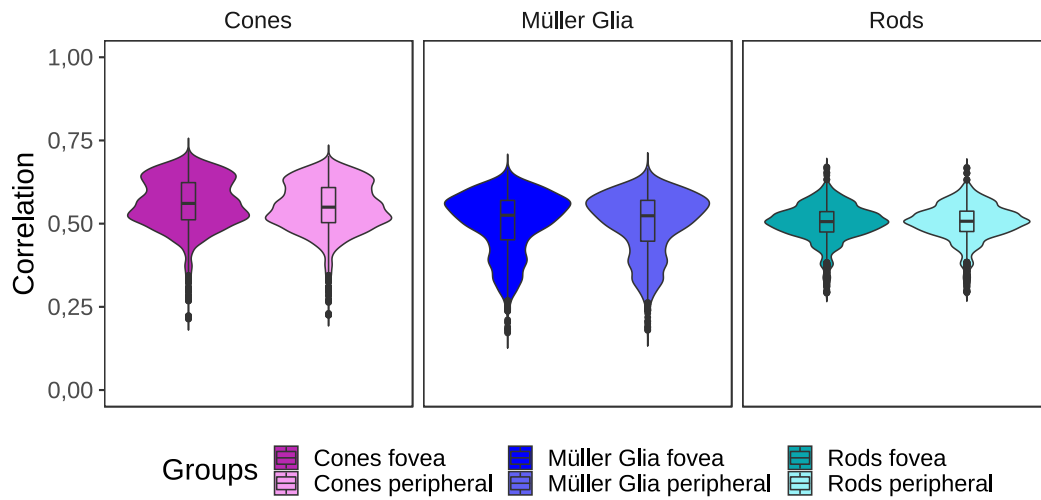 Cones Müller Glia Rods
Correlation
1,00
0,75
0,50
0,25
0,00
Groups
Cones fovea Müller Glia fovea Rods fovea
Cones peripheral Müller Glia peripheral Rods peripheral